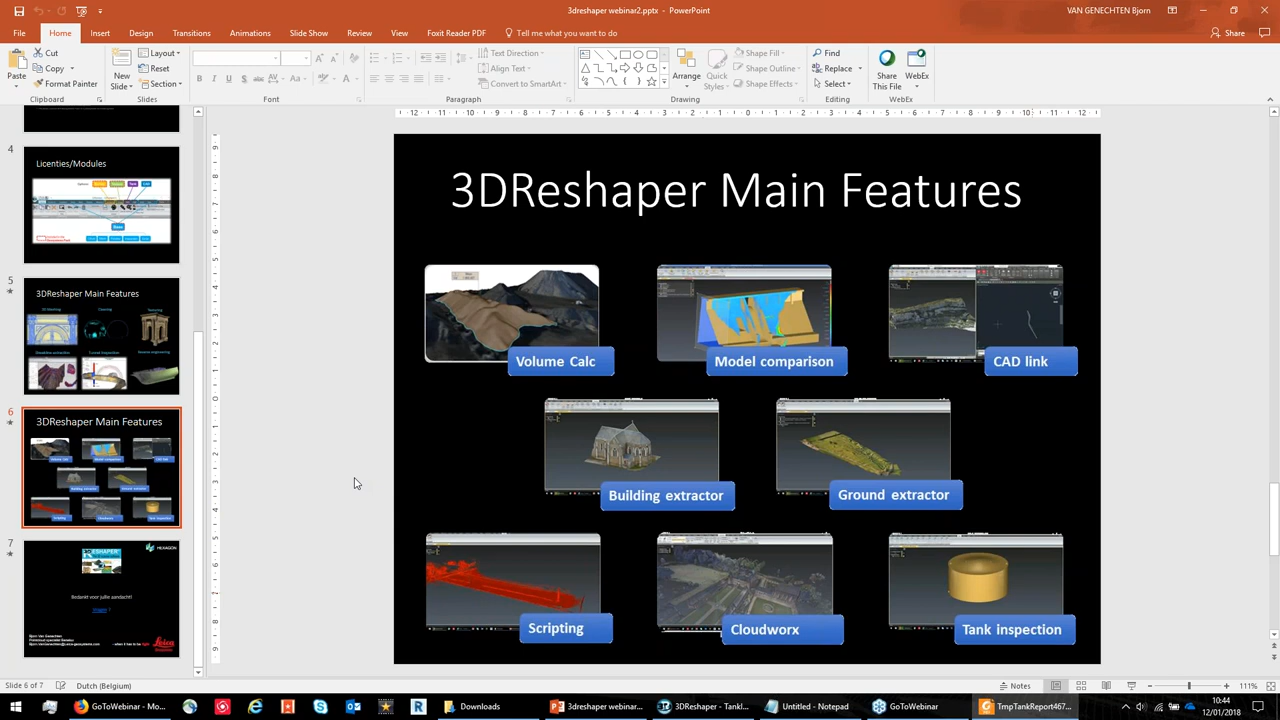 3dreshaper webinar2.pptx - PowerPoint
VAN GENECHTEN Bjorn
File Home Insert Design Transitions Animations Slide Show Review View Foxit Reader PDF Tell me what you want to do Share
Paste
Cut
Copy
Format Painter
Clipboard
New Slide
Layout
Reset
Section
Slides
Font
Text Direction
Align Text
Convert to SmartArt
Paragraph
Arrange
Quick Styles
Shape Fill
Shape Outline
Shape Effects
Drawing
Find
Replace
Select
Editing
Share This File
WebEx
WebEx
4
Licenties/Modules
5
3DReshaper Main Features
6
3DReshaper Main Features
7
HEXAGON
Bedankt voor jullie aandacht!
Vragen ?
3DReshaper Main Features
Volume Calc
Model comparison
CAD link
Building extractor
Ground extractor
Scripting
Cloudworx
Tank inspection
Slide 6 of 7
Dutch (Belgium)
Notes
111%
GoToWebinar - Mo...
Downloads
3dreshaper webinar...
3DReshaper - Tankl...
Untitled - Notepad
GoToWebinar
TmpTankReport467...
10:44
12/01/2018